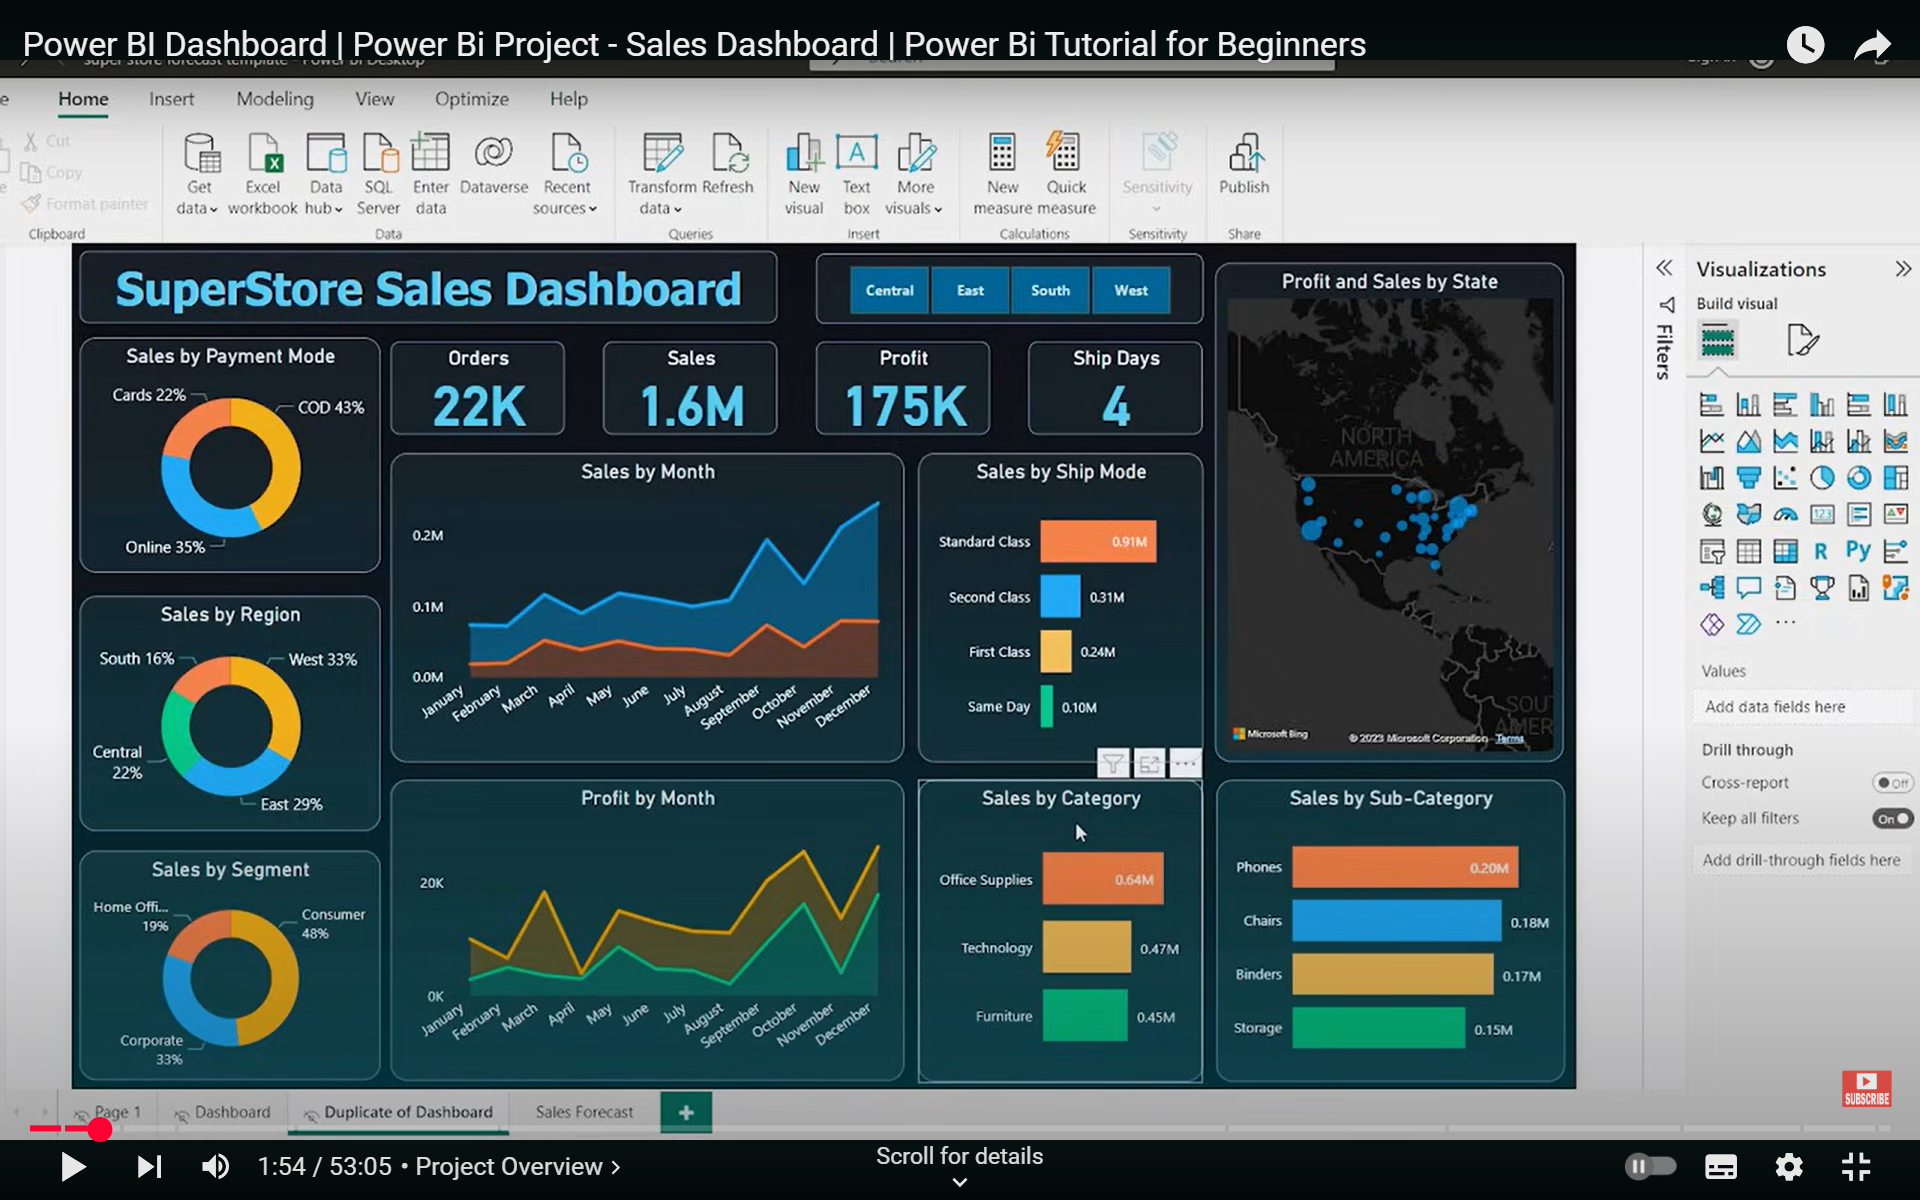 Power BI Dashboard | Power Bi Project - Sales Dashboard | Power Bi Tutorial for Beginners
super store forecast template - Power BI Desktop
Home Insert Modeling View Optimize Help
Cut
Copy
Format painter
Clipboard
Get data
Excel workbook
Data hub
SQL Server
Enter data
Dataverse
Recent sources
Data
Transform data
Refresh
Queries
New visual
Text box
More visuals
Insert
New measure
Quick measure
Calculations
Sensitivity
Sensitivity
Publish
Share
SuperStore Sales Dashboard
Central East South West
Sales by Payment Mode
Cards 22%
COD 43%
Online 35%
Orders
22K
Sales
1.6M
Profit
175K
Ship Days
4
Profit and Sales by State
NORTH
AMERICA
SOUT
AMER
Microsoft Bing
© 2023 Microsoft Corporation Terms
Sales by Month
0.2M
0.1M
0.0M
January February March April May June July August September October November December
Sales by Ship Mode
Standard Class 0.91M
Second Class 0.31M
First Class 0.24M
Same Day 0.10M
Sales by Region
South 16%
West 33%
Central
22%
East 29%
Sales by Segment
Home Offi...
19%
Consumer
48%
Corporate
33%
Profit by Month
20K
0K
January February March April May June July August September October November December
Sales by Category
Office Supplies 0.64M
Technology 0.47M
Furniture 0.45M
Sales by Sub-Category
Phones 0.20M
Chairs 0.18M
Binders 0.17M
Storage 0.15M
Filters
Visualizations
Build visual
123
R Py
Values
Add data fields here
Drill through
Cross-report Off
Keep all filters On
Add drill-through fields here
Page 1 Dashboard Duplicate of Dashboard Sales Forecast
SUBSCRIBE
1:54 / 53:05 • Project Overview
Scroll for details